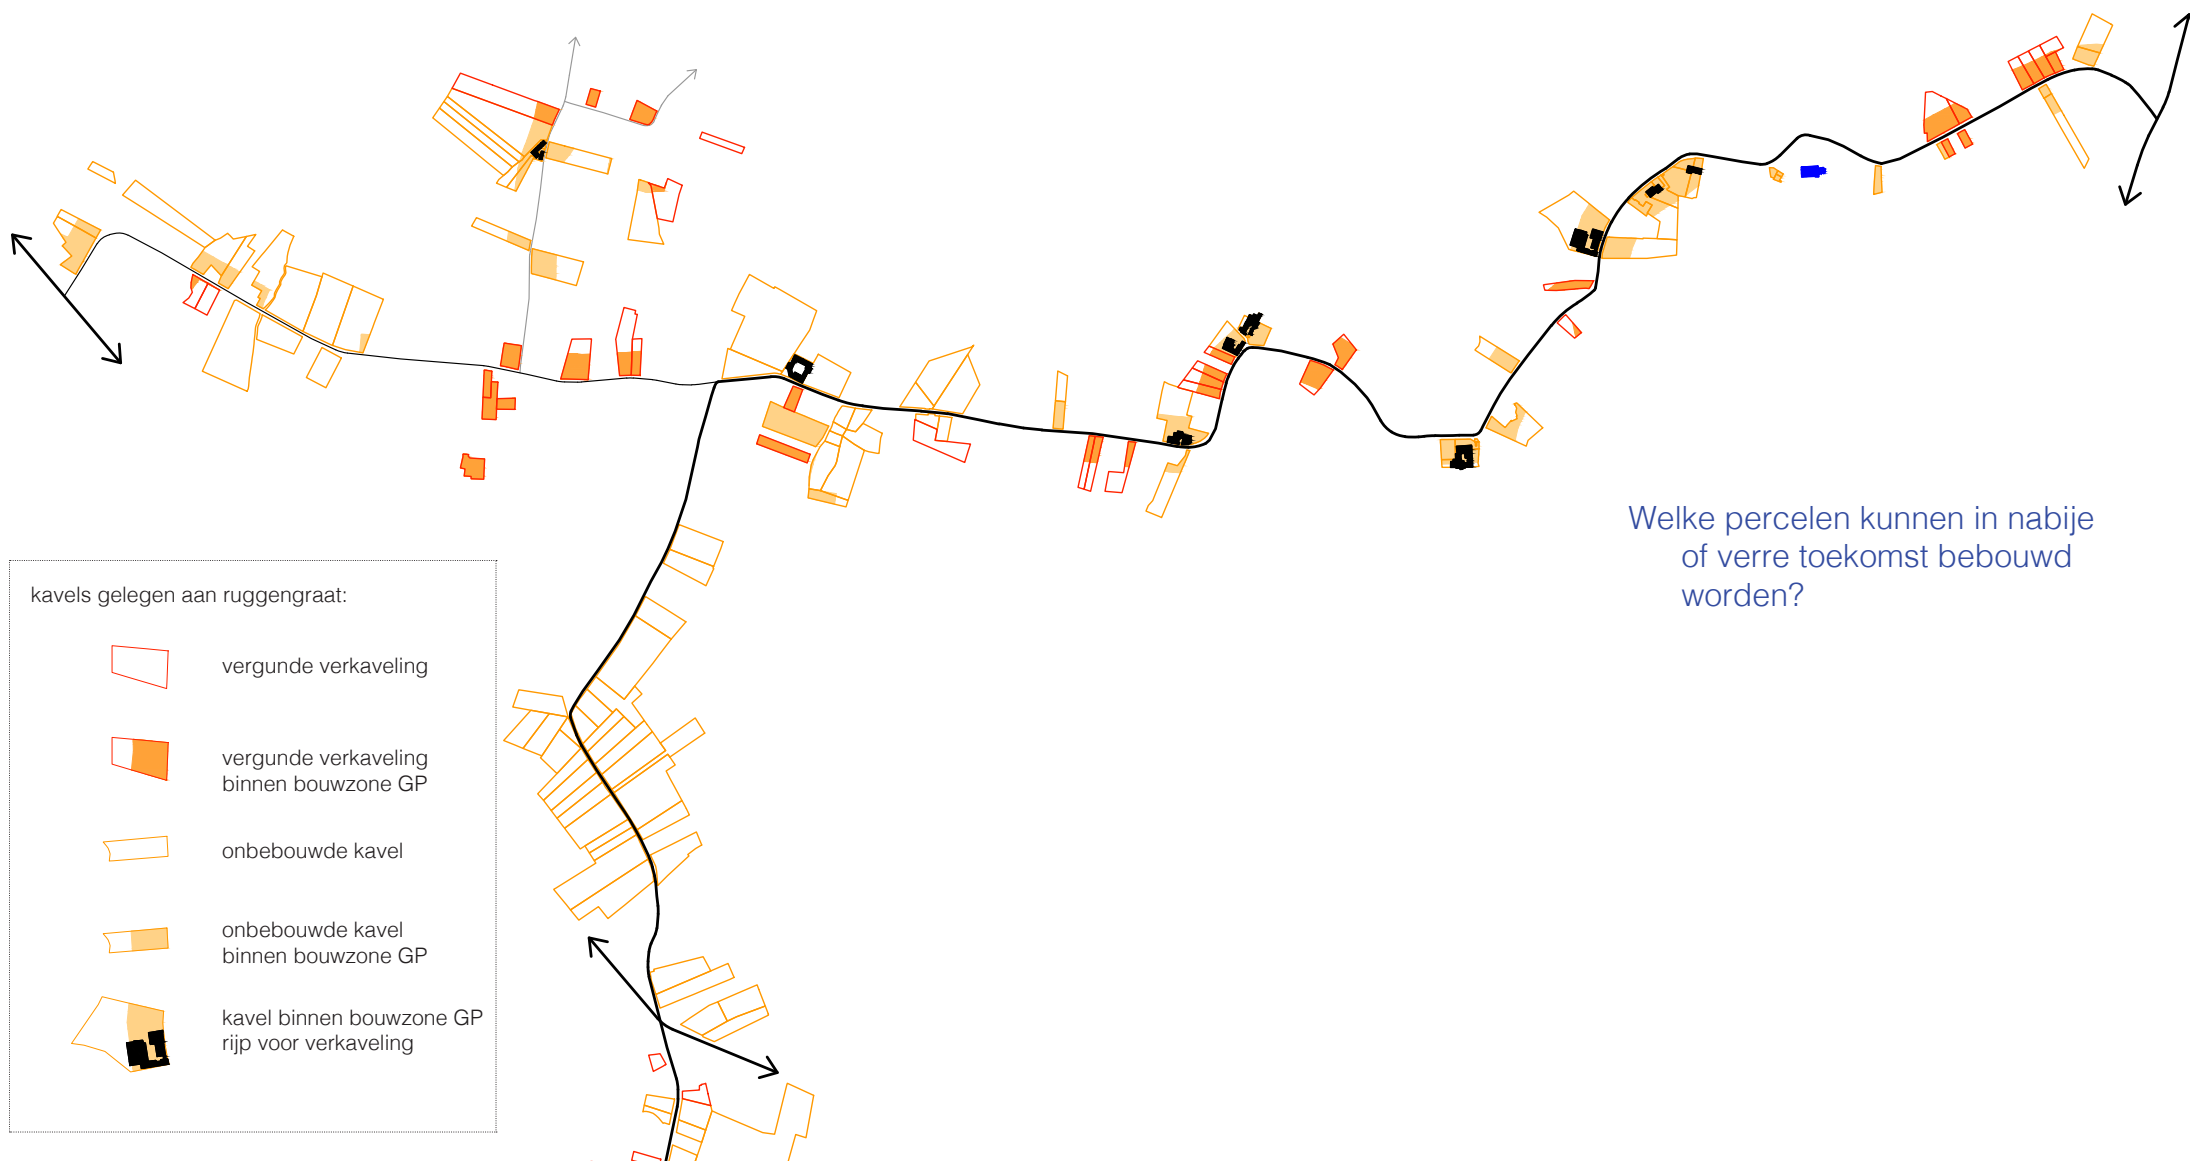 Welke percelen kunnen in nabije
of verre toekomst bebouwd
worden?
kavels gelegen aan ruggengraat:
vergunde verkaveling
vergunde verkaveling
binnen bouwzone GP
onbebouwde kavel
onbebouwde kavel
binnen bouwzone GP
kavel binnen bouwzone GP
rijp voor verkaveling